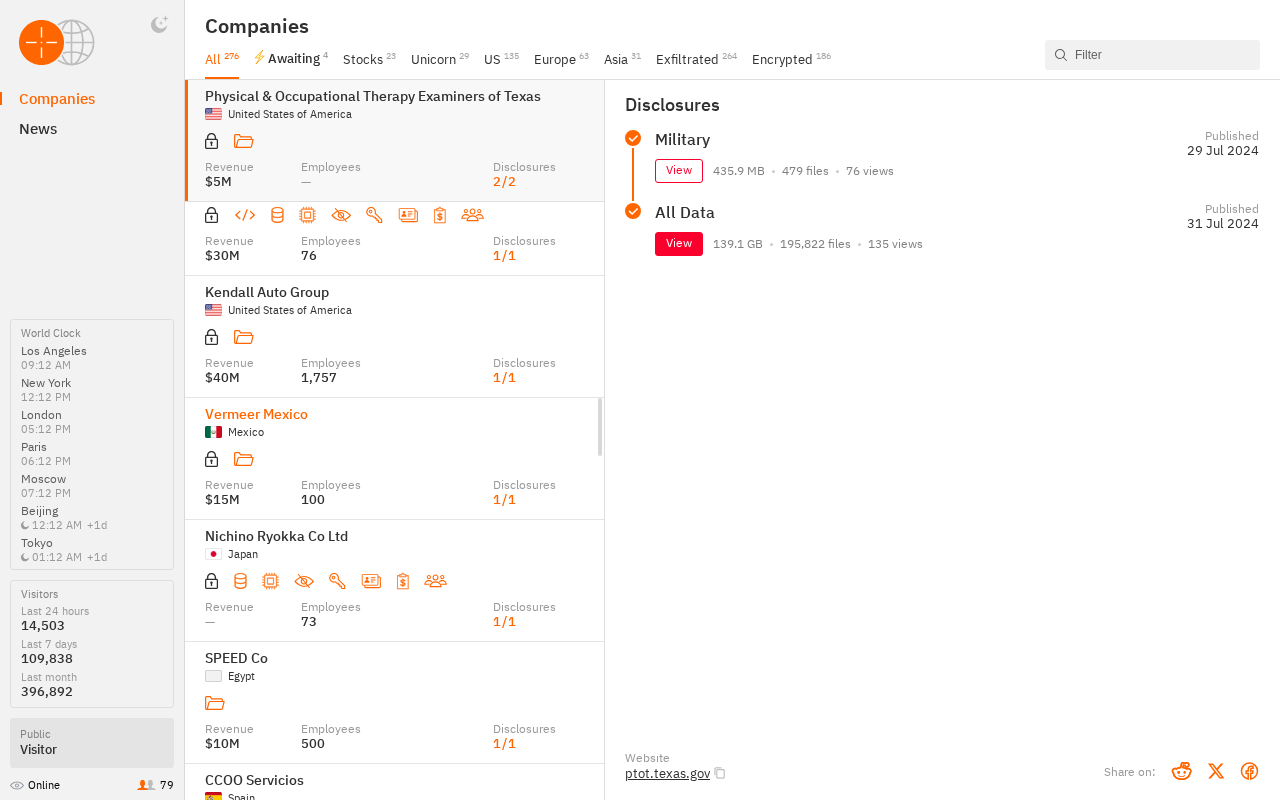 Companies
News
World Clock
Los Angeles
09:12 AM
New York
12:12 PM
London
05:12 PM
Paris
06:12 PM
Moscow
07:12 PM
Beijing
12:12 AM +1d
Tokyo
01:12 AM +1d
Visitors
Last 24 hours
14,503
Last 7 days
109,838
Last month
396,892
Public
Visitor
Online 79
Companies
All 276 Awaiting 4 Stocks 23 Unicorn 29 US 135 Europe 63 Asia 31 Exfiltrated 264 Encrypted 186
Filter
Physical & Occupational Therapy Examiners of Texas
United States of America
Revenue Employees Disclosures
$5M — 2/2
Revenue Employees Disclosures
$30M 76 1/1
Kendall Auto Group
United States of America
Revenue Employees Disclosures
$40M 1,757 1/1
Vermeer Mexico
Mexico
Revenue Employees Disclosures
$15M 100 1/1
Nichino Ryokka Co Ltd
Japan
Revenue Employees Disclosures
— 73 1/1
SPEED Co
Egypt
Revenue Employees Disclosures
$10M 500 1/1
CCOO Servicios
Spain
Disclosures
Military
Published
29 Jul 2024
View 435.9 MB • 479 files • 76 views
All Data
Published
31 Jul 2024
View 139.1 GB • 195,822 files • 135 views
Website
ptot.texas.gov
Share on: